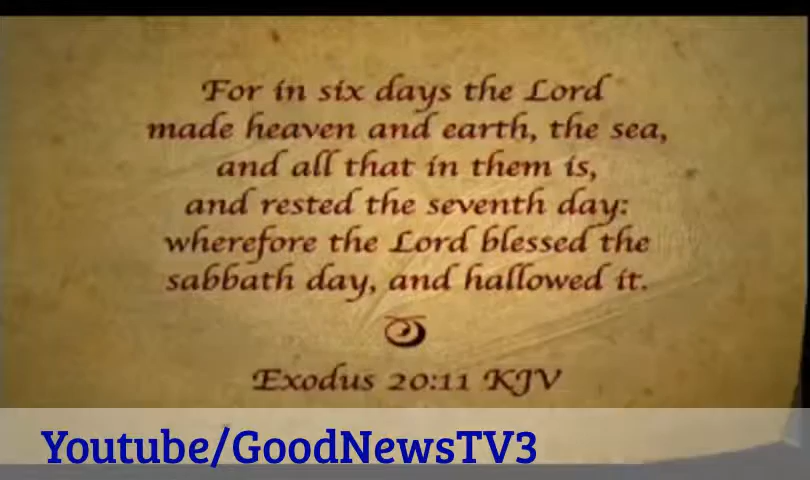 For in six days the Lord
made heaven and earth, the sea,
and all that in them is,
and rested the seventh day:
wherefore the Lord blessed the
sabbath day, and hallowed it.
Exodus 20:11 KJV
Youtube/GoodNewsTV3